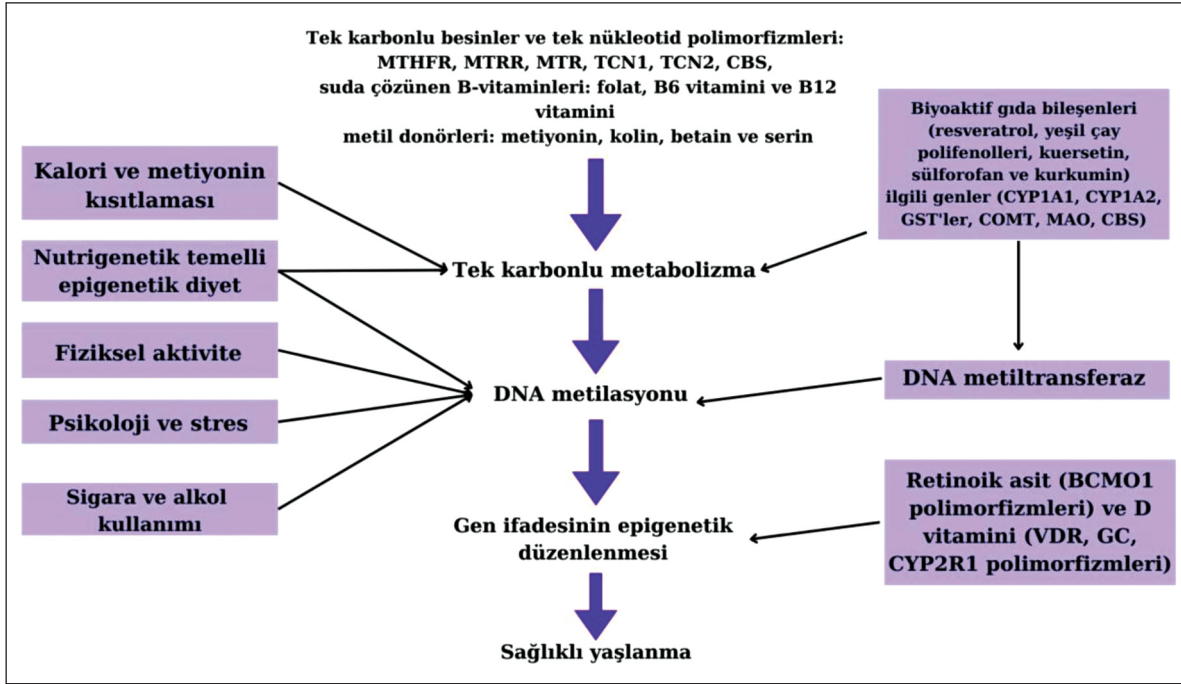 Tek karbonlu besinler ve tek nükleotid polimorfizmleri:
MTHFR, MTRR, MTR, TCN1, TCN2, CBS,
suda çözünen B-vitaminleri: folat, B6 vitamini ve B12
vitamini
metil donörleri: metiyonin, kolin, betain ve serin
Biyoaktif gıda bileşenleri
(resveratrol, yeşil çay
polifenolleri, kuersetin,
sülforofan ve kurkumin)
ilgili genler (CYP1A1, CYP1A2,
GST'ler, COMT, MAO, CBS)
Kalori ve metiyonin
kısıtlaması
Nutrigenetik temelli
epigenetik diyet
Tek karbonlu metabolizma
Fiziksel aktivite
DNA metilasyonu
DNA metiltransferaz
Psikoloji ve stres
Sigara ve alkol
kullanımı
Gen ifadesinin epigenetik
düzenlenmesi
Retinoik asit (BCMO1
polimorfizmleri) ve D
vitamini (VDR, GC,
CYP2R1 polimorfizmleri)
Sağlıklı yaşlanma